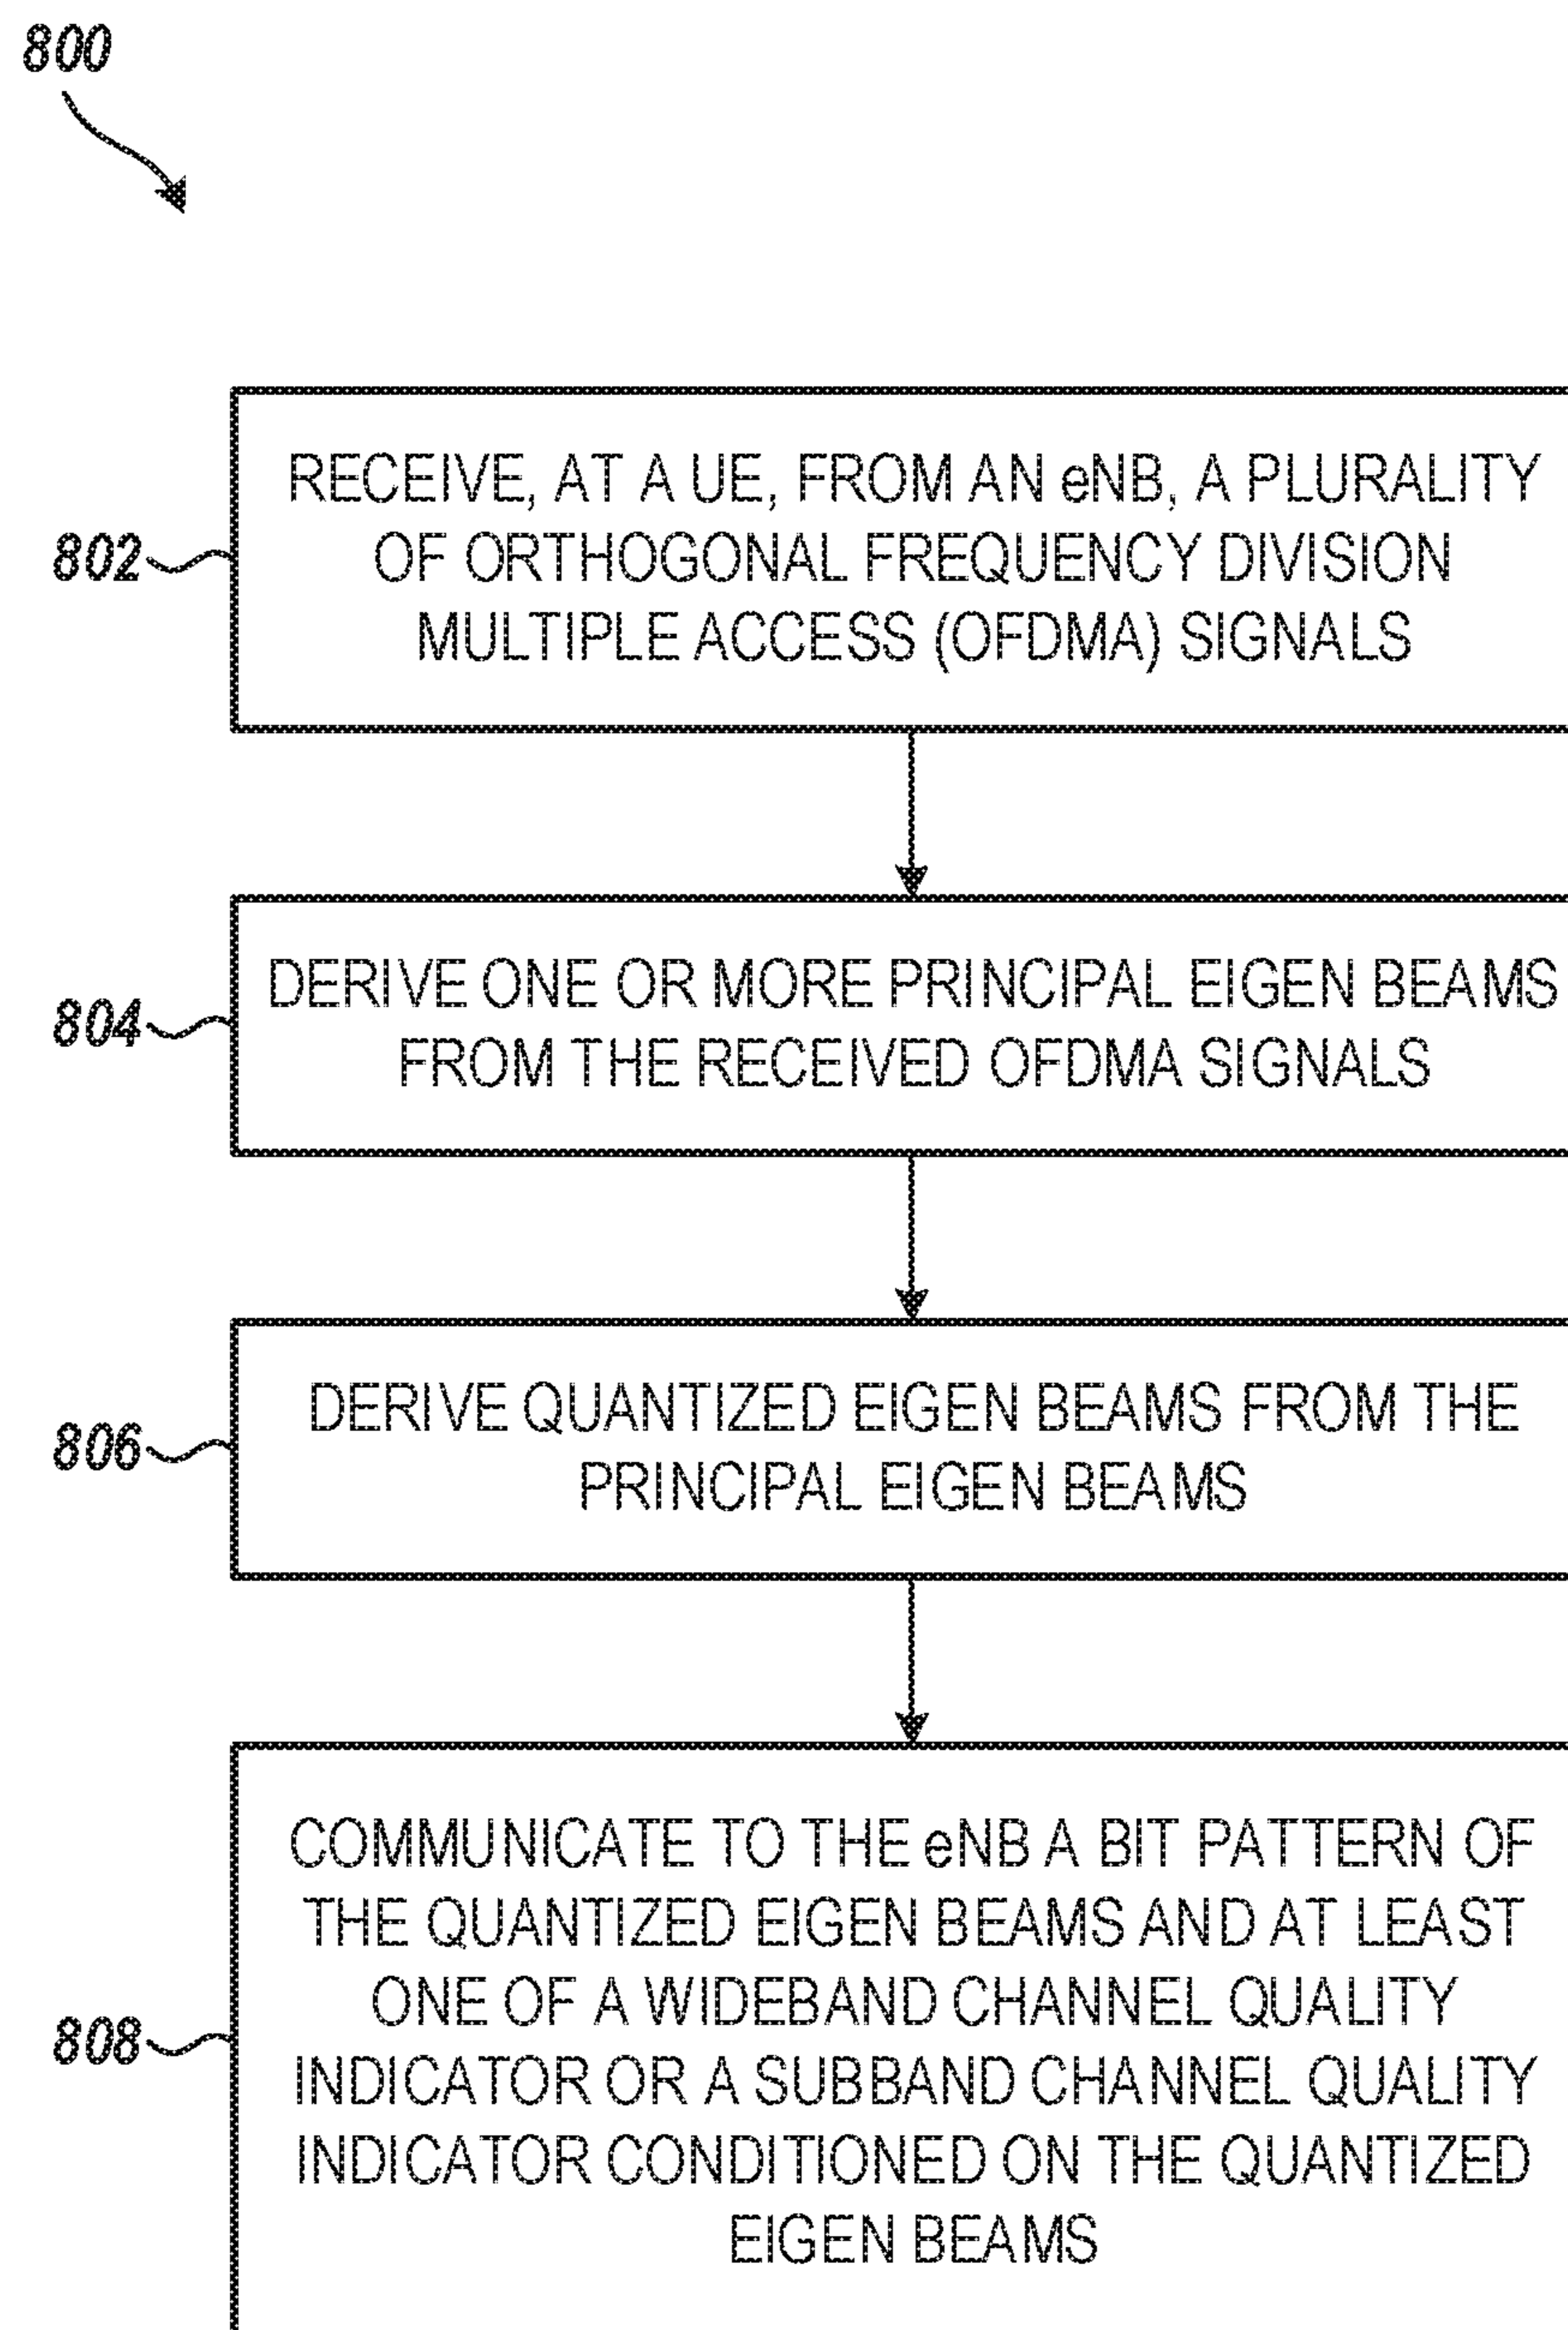 800
802
RECEIVE, AT A UE, FROM AN eNB, A PLURALITY
OF ORTHOGONAL FREQUENCY DIVISION
MULTIPLE ACCESS (OFDMA) SIGNALS
804
DERIVE ONE OR MORE PRINCIPAL EIGEN BEAMS
FROM THE RECEIVED OFDMA SIGNALS
806
DERIVE QUANTIZED EIGEN BEAMS FROM THE
PRINCIPAL EIGEN BEAMS
808
COMMUNICATE TO THE eNB A BIT PATTERN OF
THE QUANTIZED EIGEN BEAMS AND AT LEAST
ONE OF A WIDEBAND CHANNEL QUALITY
INDICATOR OR A SUBBAND CHANNEL QUALITY
INDICATOR CONDITIONED ON THE QUANTIZED
EIGEN BEAMS